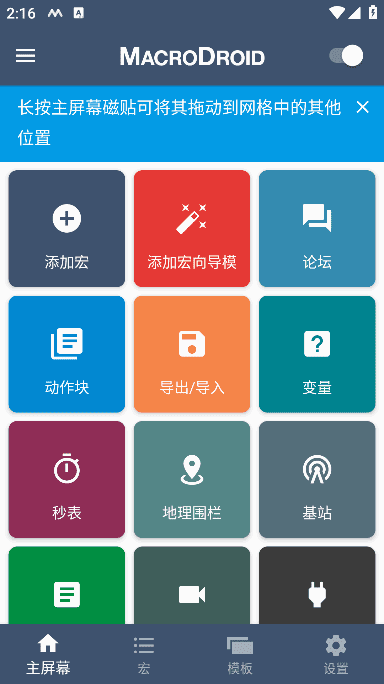 2:16
MACRODROID
长按主屏幕磁贴可将其拖动到网格中的其他
位置
添加宏
添加宏向导模
论坛
动作块
导出/导入
变量
秒表
地理围栏
基站
主屏幕
宏
模板
设置